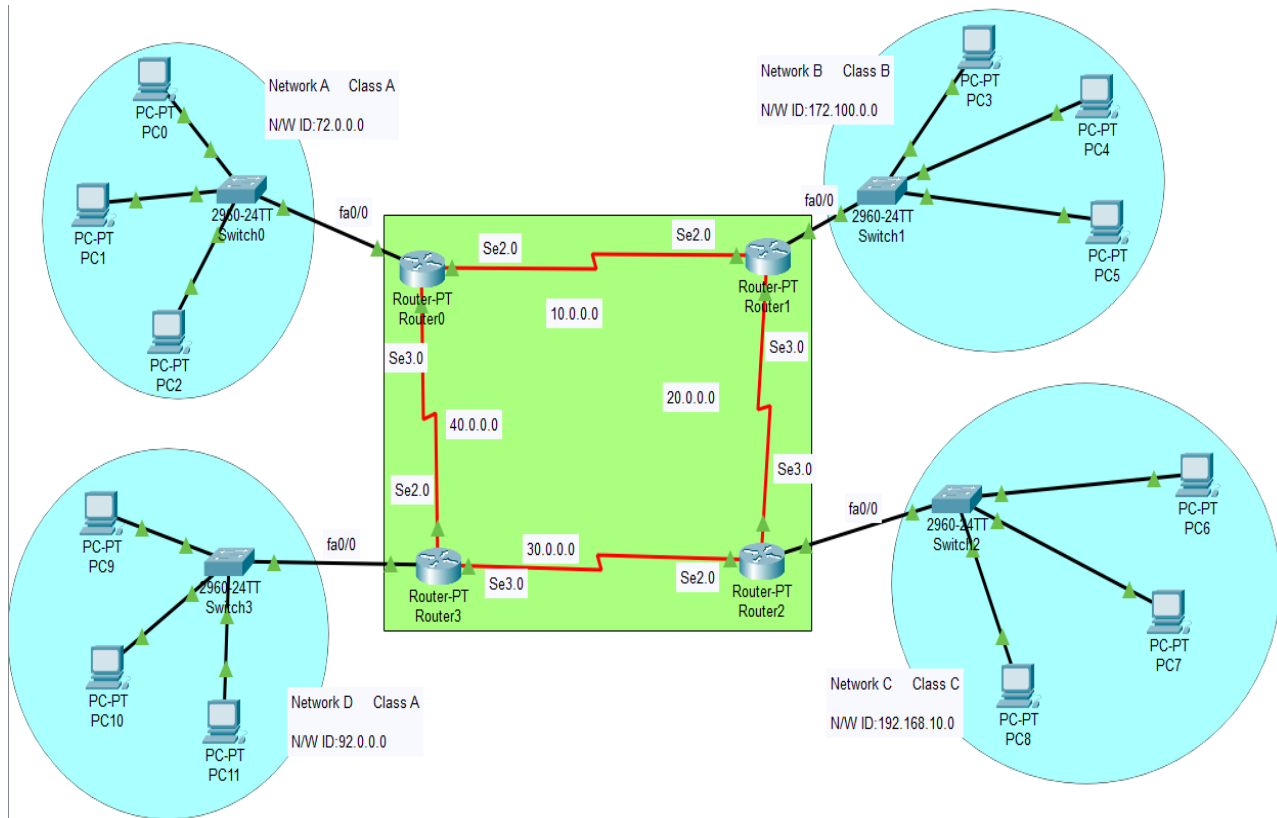 Network A Class A
N/W ID:72.0.0.0
PC-PT
PC0
PC-PT
PC1
PC-PT
PC2
2960-24TT
Switch0
fa0/0
Network B Class B
N/W ID:172.100.0.0
PC-PT
PC3
PC-PT
PC4
PC-PT
PC5
2960-24TT
Switch1
fa0/0
Se2.0
Se2.0
Router-PT
Router0
Router-PT
Router1
10.0.0.0
Se3.0
Se3.0
20.0.0.0
40.0.0.0
Se2.0
Se3.0
30.0.0.0
Se3.0
Se2.0
Router-PT
Router3
Router-PT
Router2
fa0/0
PC-PT
PC9
2960-24TT
Switch3
PC-PT
PC10
PC-PT
PC11
Network D Class A
N/W ID:92.0.0.0
fa0/0
2960-24TT
Switch2
PC-PT
PC6
PC-PT
PC7
PC-PT
PC8
Network C Class C
N/W ID:192.168.10.0